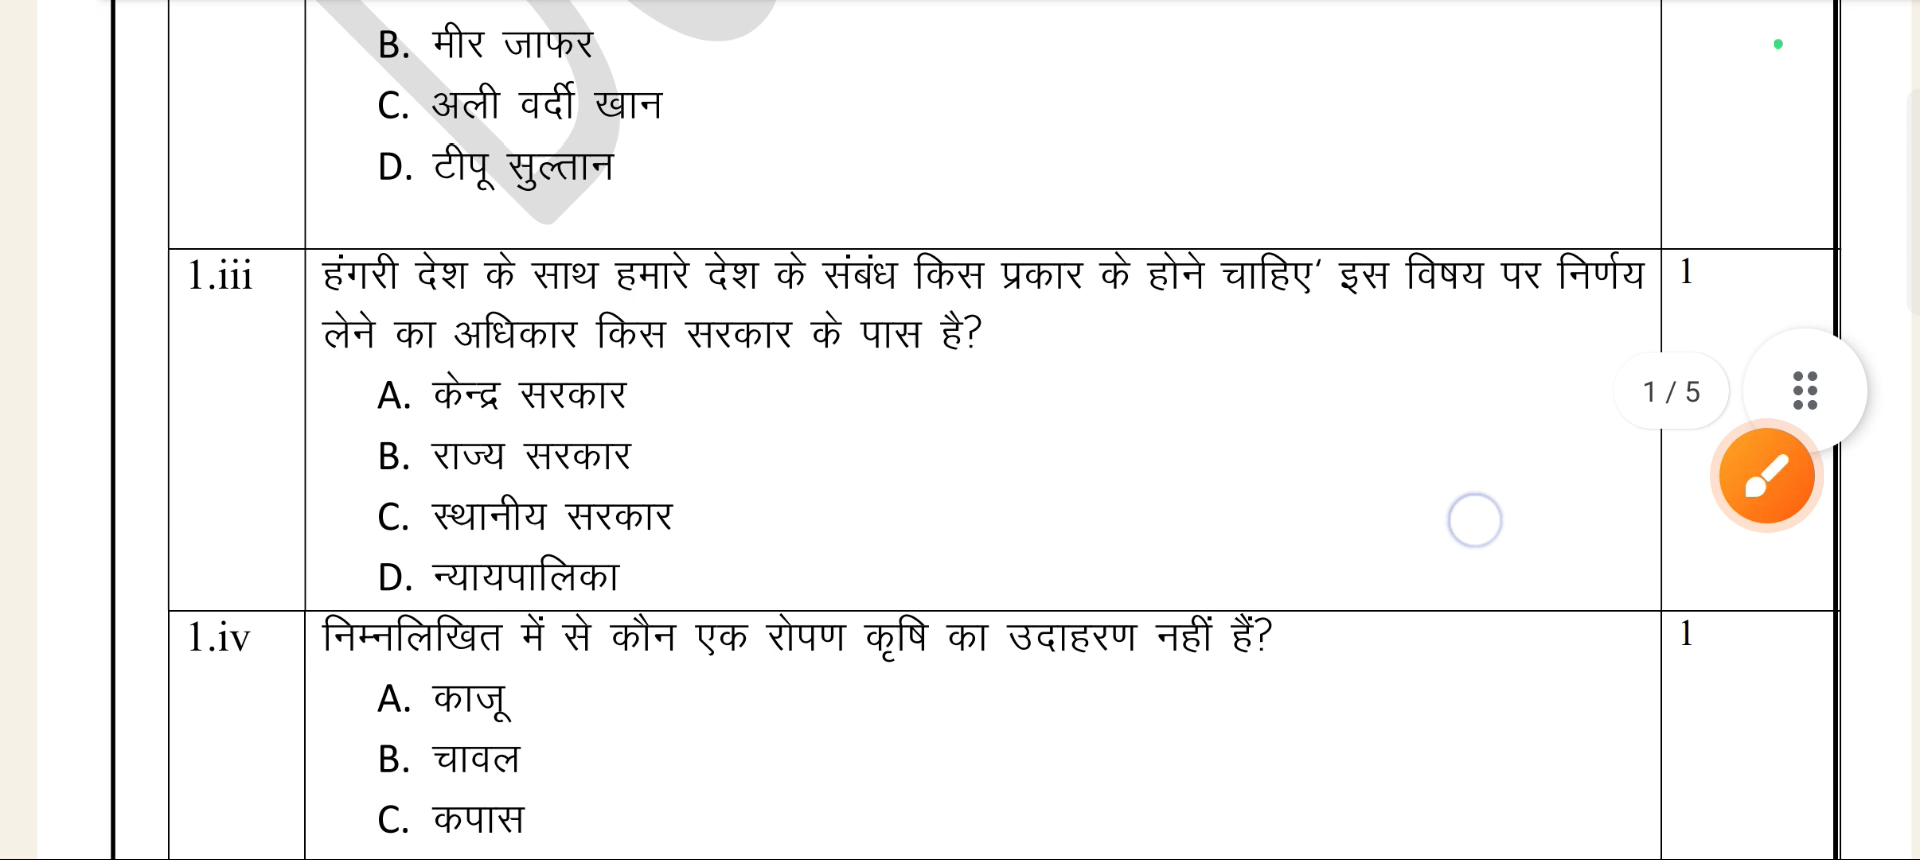 B. मीर जाफर
C. अली वर्दी खान
D. टीपू सुल्तान
1.iii हंगरी देश के साथ हमारे देश के संबंध किस प्रकार के होने चाहिए’ इस विषय पर निर्णय 1
लेने का अधिकार किस सरकार के पास है?
A. केन्द्र सरकार
1 / 5
B. राज्य सरकार
C. स्थानीय सरकार
D. न्यायपालिका
1.iv निम्नलिखित में से कौन एक रोपण कृषि का उदाहरण नहीं हैं? 1
A. काजू
B. चावल
C. कपास